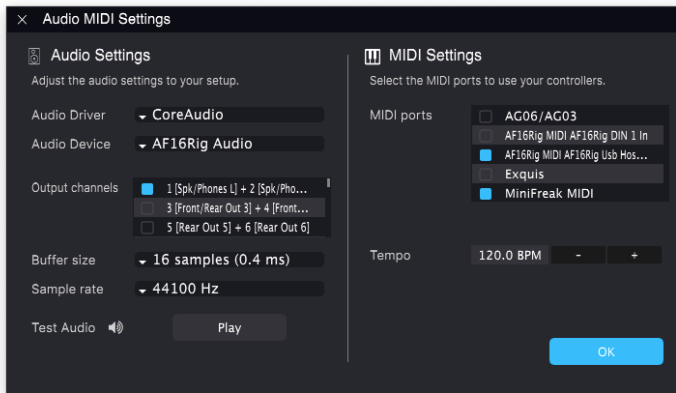 Audio MIDI Settings
Audio Settings
Adjust the audio settings to your setup.
Audio Driver
CoreAudio
Audio Device
AF16Rig Audio
Output channels
1 [Spk/Phones L] + 2 [Spk/Pho...
3 [Front/Rear Out 3] + 4 [Front...
5 [Rear Out 5] + 6 [Rear Out 6]
Buffer size
16 samples (0.4 ms)
Sample rate
44100 Hz
Test Audio
Play
MIDI Settings
Select the MIDI ports to use your controllers.
MIDI ports
AG06/AG03
AF16Rig MIDI AF16Rig DIN 1 In
AF16Rig MIDI AF16Rig Usb Hos...
Exquis
MiniFreak MIDI
Tempo
120.0 BPM
-
+
OK